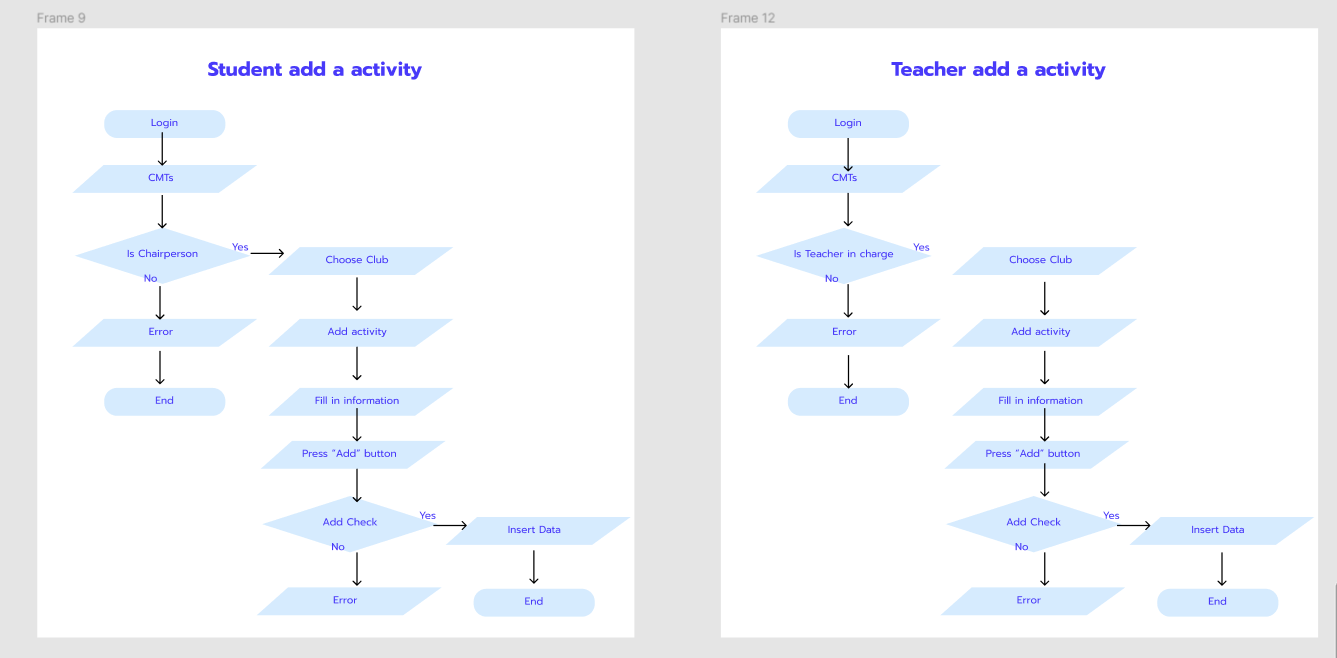 Frame 9
Student add a activity
Login
CMTs
Is Chairperson
Yes
No
Choose Club
Error
Add activity
End
Fill in information
Press “Add” button
Add Check
Yes
No
Insert Data
Error
End
Frame 12
Teacher add a activity
Login
CMTs
Is Teacher in charge
Yes
No
Choose Club
Error
Add activity
End
Fill in information
Press “Add” button
Add Check
Yes
No
Insert Data
Error
End